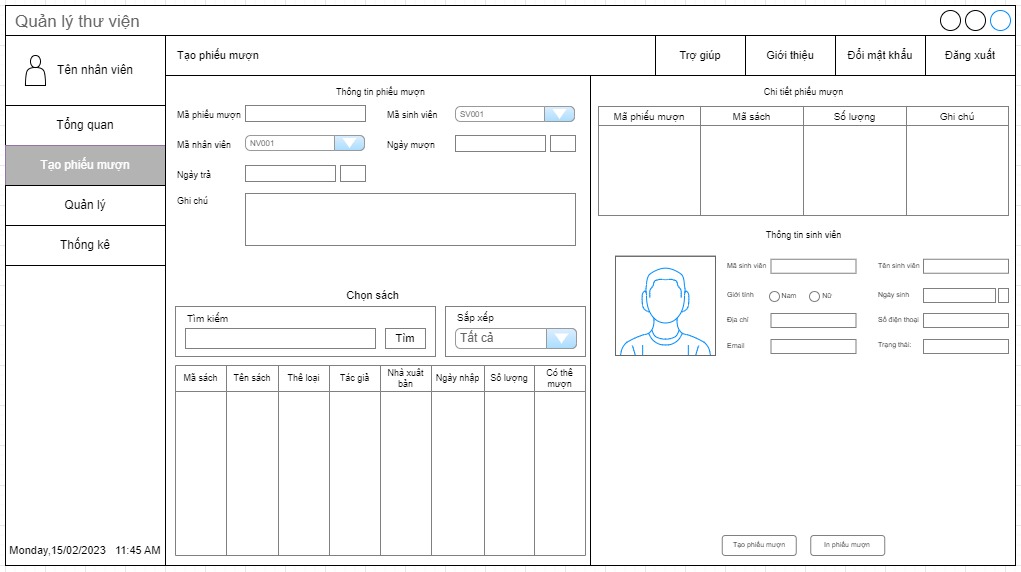 Quản lý thư viện
Tên nhân viên
Tạo phiếu mượn
Trợ giúp
Giới thiệu
Đổi mật khẩu
Đăng xuất
Tổng quan
Tạo phiếu mượn
Quản lý
Thống kê
Monday,15/02/2023 11:45 AM
Thông tin phiếu mượn
Mã phiếu mượn
Mã sinh viên
SV001
Mã nhân viên
NV001
Ngày mượn
Ngày trả
Ghi chú
Chọn sách
Tìm kiếm
Tìm
Sắp xếp
Tất cả
Mã sách
Tên sách
Thể loại
Tác giả
Nhà xuất
bản
Ngày nhập
Số lượng
Có thể
mượn
Chi tiết phiếu mượn
Mã phiếu mượn
Mã sách
Số lượng
Ghi chú
Thông tin sinh viên
Mã sinh viên
Tên sinh viên
Giới tính
Nam
Nữ
Ngày sinh
Địa chỉ
Số điện thoại
Email
Trạng thái:
Tạo phiếu mượn
In phiếu mượn